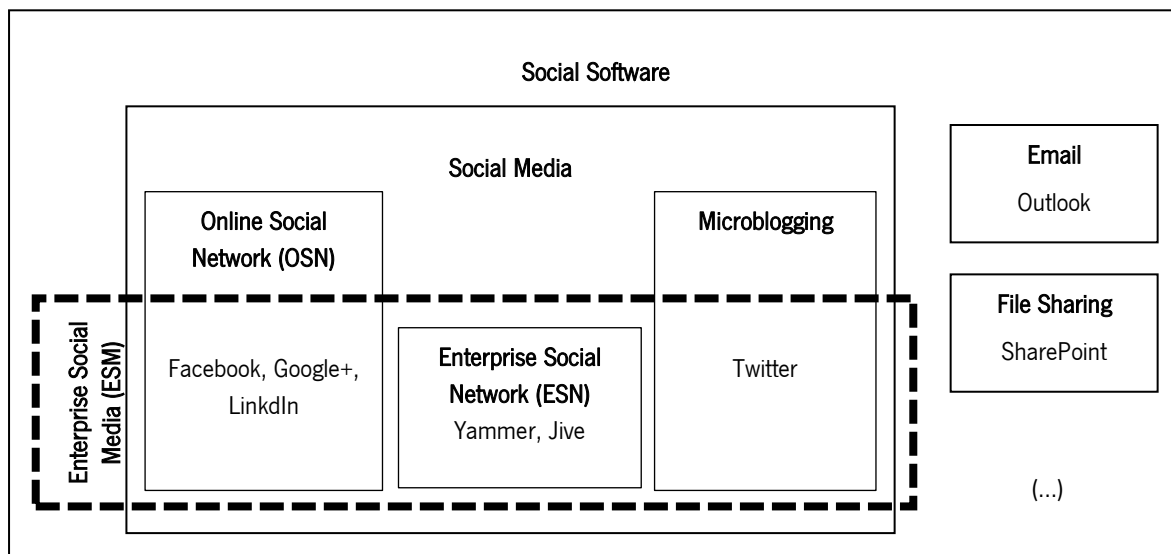 Social Software
Social Media
Online Social
Network (OSN)
Microblogging
Email
Outlook
File Sharing
SharePoint
Enterprise Social
Media (ESM)
Facebook, Google+,
LinkdIn
Enterprise Social
Network (ESN)
Yammer, Jive
Twitter
(...)